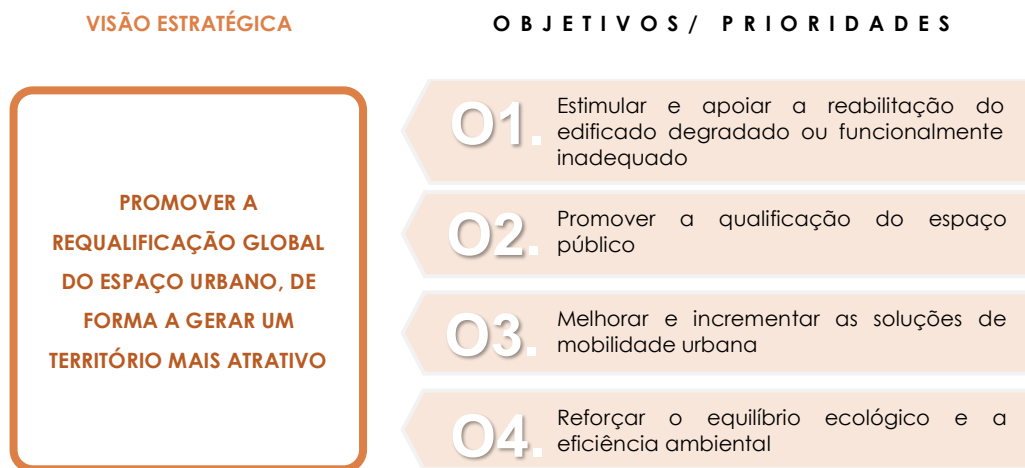 VISÃO ESTRATÉGICA
OBJETIVOS/ PRIORIDADES
PROMOVER A
REQUALIFICAÇÃO GLOBAL
DO ESPAÇO URBANO, DE
FORMA A GERAR UM
TERRITÓRIO MAIS ATRATIVO
O1.
Estimular e apoiar a reabilitação do
edificado degradado ou funcionalmente
inadequado
O2.
Promover a qualificação do espaço
público
O3.
Melhorar e incrementar as soluções de
mobilidade urbana
O4.
Reforçar o equilíbrio ecológico e a
eficiência ambiental